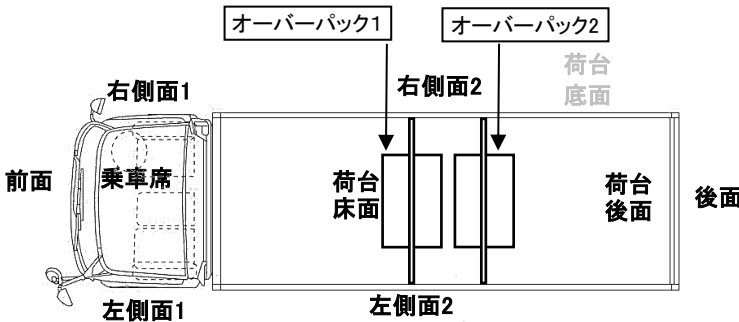 オーバーパック1
オーバーパック2
荷台
底面
右側面1
右側面2
前面
乗車席
荷台
床面
荷台
後面
後面
左側面1
左側面2